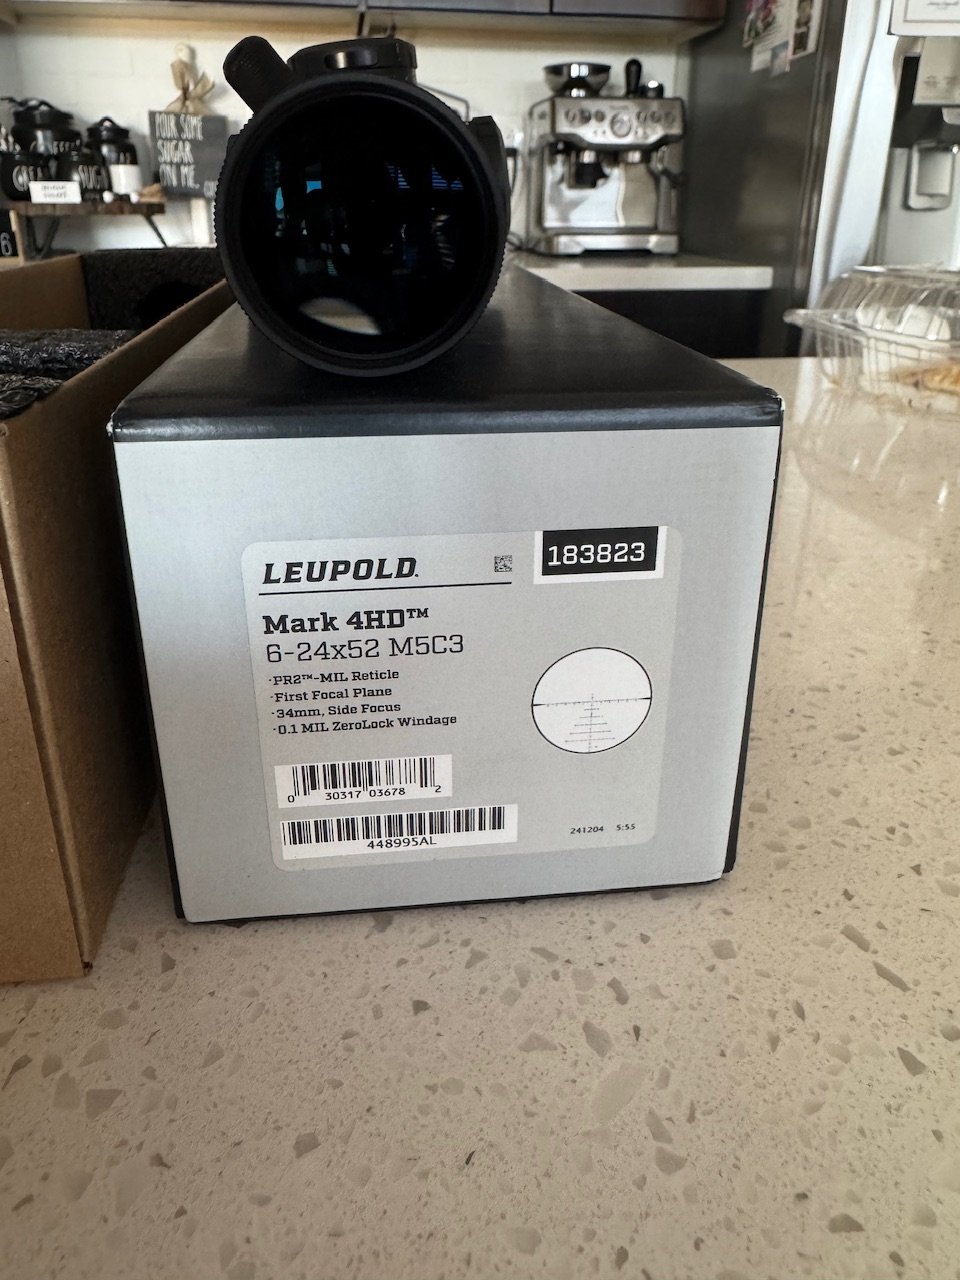 POUR SOME
SUGAR
ON ME.
LEUPOLD.
183823
Mark 4HD™
6-24x52 M5C3
·PR2™-MIL Reticle
·First Focal Plane
·34mm, Side Focus
·0.1 MIL ZeroLock Windage
0 30317 03678 2
448995AL
241204 5:55